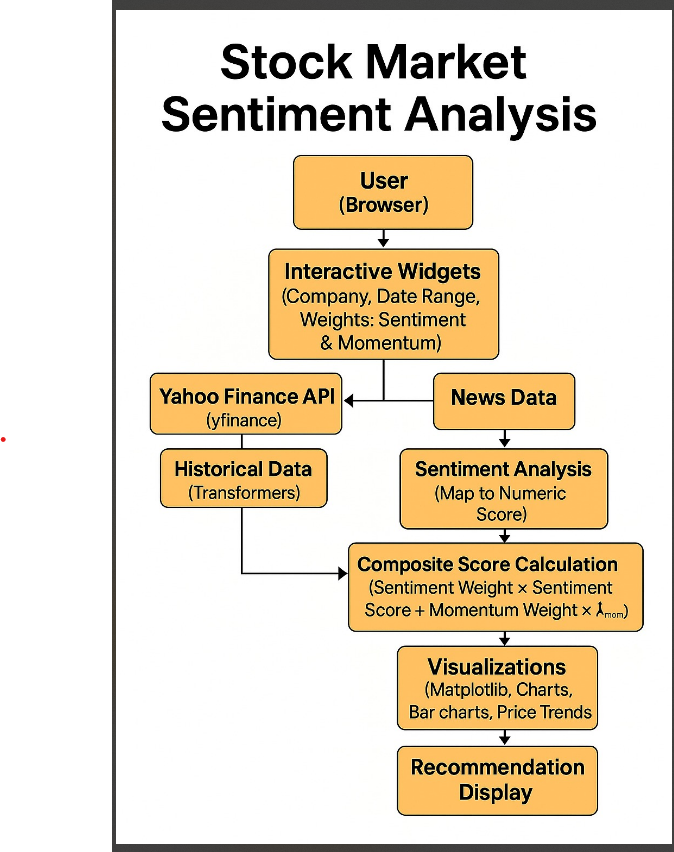 Stock Market
Sentiment Analysis
User
(Browser)
Interactive Widgets
(Company, Date Range,
Weights: Sentiment
& Momentum)
Yahoo Finance API
(yfinance)
News Data
Historical Data
(Transformers)
Sentiment Analysis
(Map to Numeric
Score)
Composite Score Calculation
(Sentiment Weight × Sentiment
Score + Momentum Weight × mom)
Visualizations
(Matplotlib, Charts,
Bar charts, Price Trends
Recommendation
Display